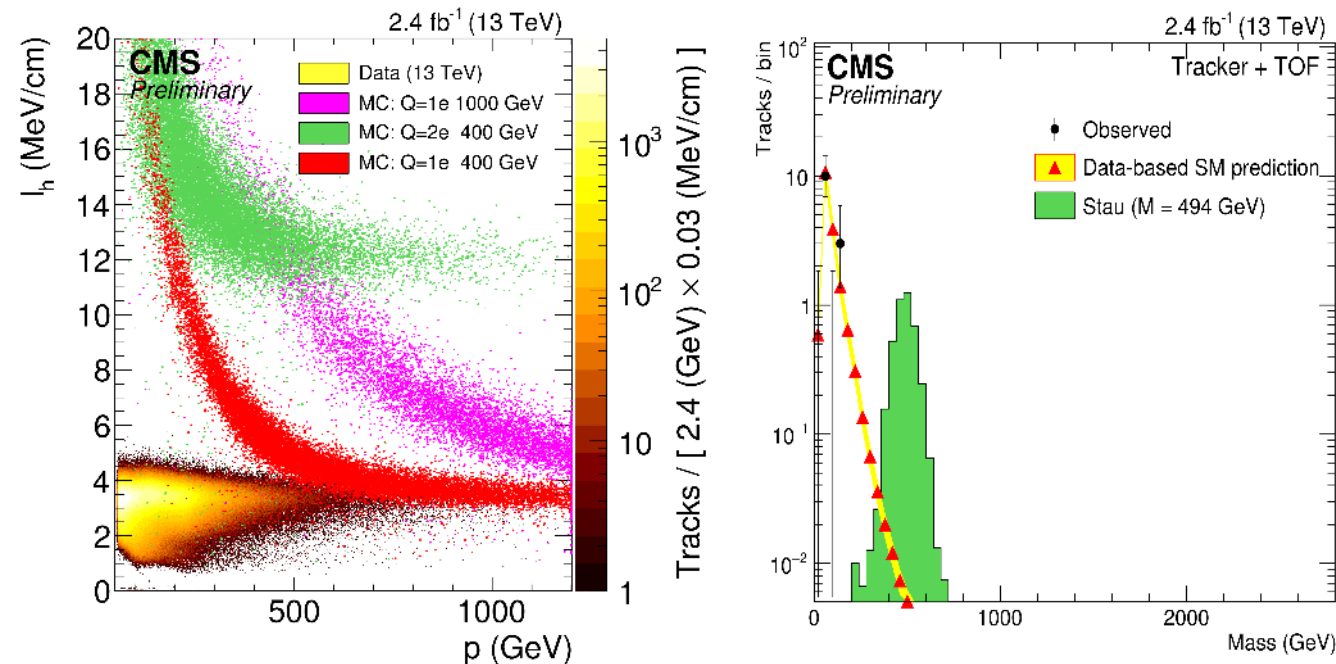 2.4 fb⁻¹ (13 TeV)
CMS
Preliminary
Data (13 TeV)
MC: Q=1e 1000 GeV
MC: Q=2e 400 GeV
MC: Q=1e 400 GeV
I_h (MeV/cm)
20
18
16
14
12
10
8
6
4
2
0
500
1000
p (GeV)
10³
10²
10
1
Tracks / [ 2.4 (GeV) × 0.03 (MeV/cm) ]
2.4 fb⁻¹ (13 TeV)
CMS
Preliminary
Tracker + TOF
Observed
Data-based SM prediction
Stau (M = 494 GeV)
Tracks / bin
10²
10
1
10⁻¹
10⁻²
0
1000
2000
Mass (GeV)